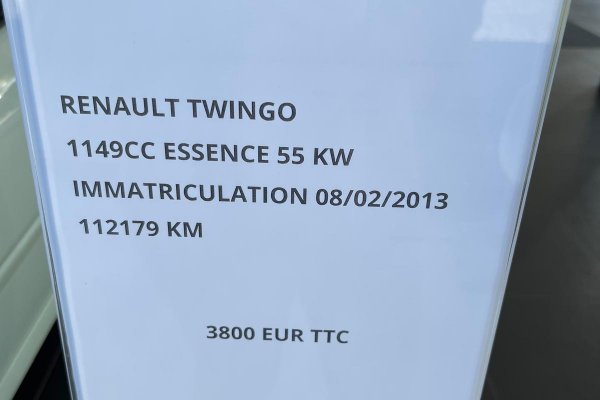 RENAULT TWINGO
1149CC ESSENCE 55 KW
IMMATRICULATION 08/02/2013
112179 KM
3800 EUR TTC